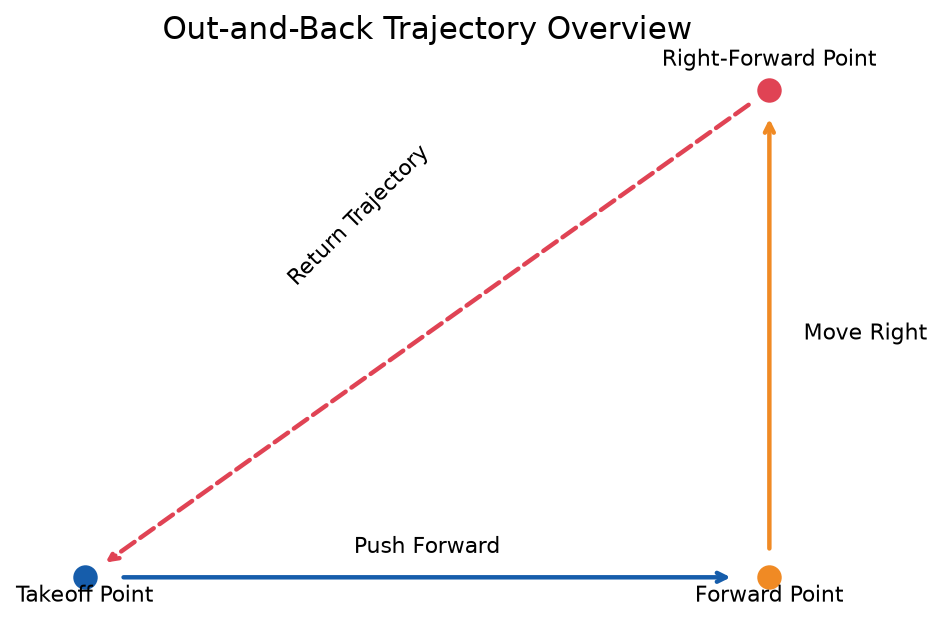 Out-and-Back Trajectory Overview
Right-Forward Point
Return Trajectory
Move Right
Push Forward
Takeoff Point
Forward Point